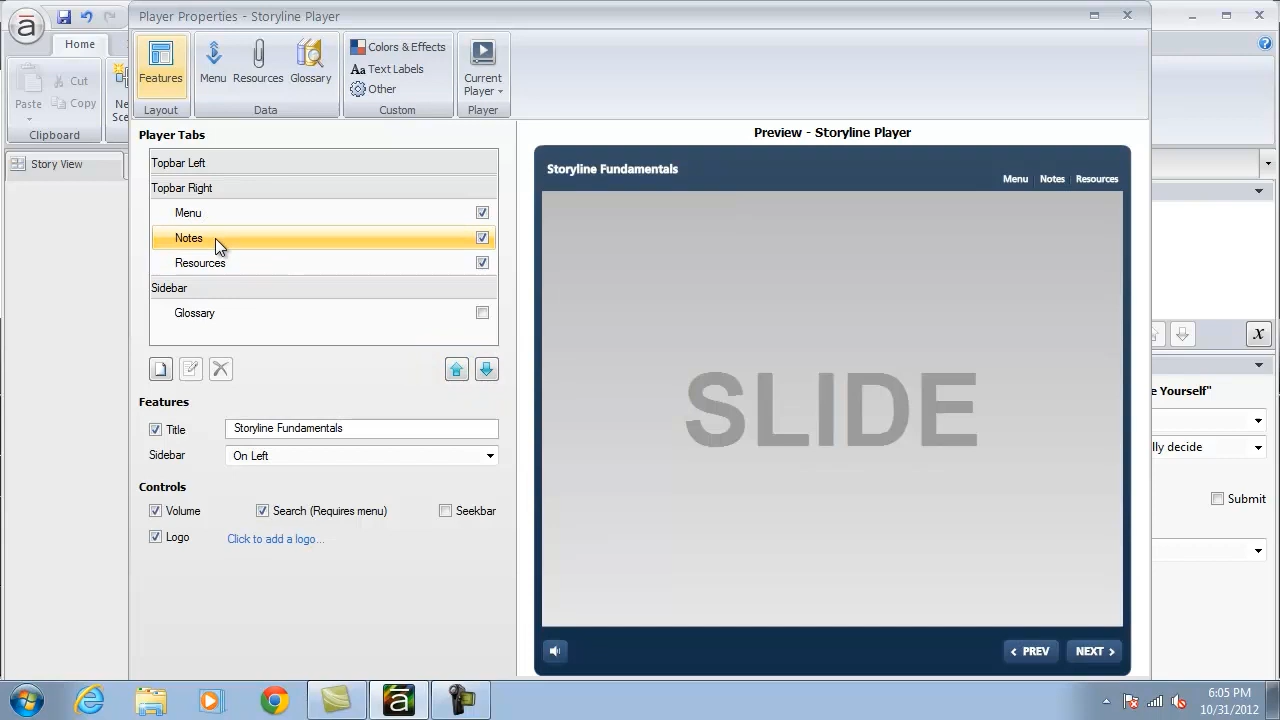 Player Properties - Storyline Player
Home
Features
Menu
Resources
Glossary
Colors & Effects
Aa Text Labels
Other
Current
Player
Layout
Data
Custom
Player
Paste
Cut
Copy
Ne
Sce
Clipboard
Story View
Player Tabs
Topbar Left
Topbar Right
Menu
Notes
Resources
Sidebar
Glossary
Features
Title
Storyline Fundamentals
Sidebar
On Left
Controls
Volume
Search (Requires menu)
Seekbar
Logo
Click to add a logo...
Preview - Storyline Player
Storyline Fundamentals
Menu
Notes
Resources
SLIDE
PREV
NEXT
x
e Yourself"
lly decide
Submit
6:05 PM
10/31/2012